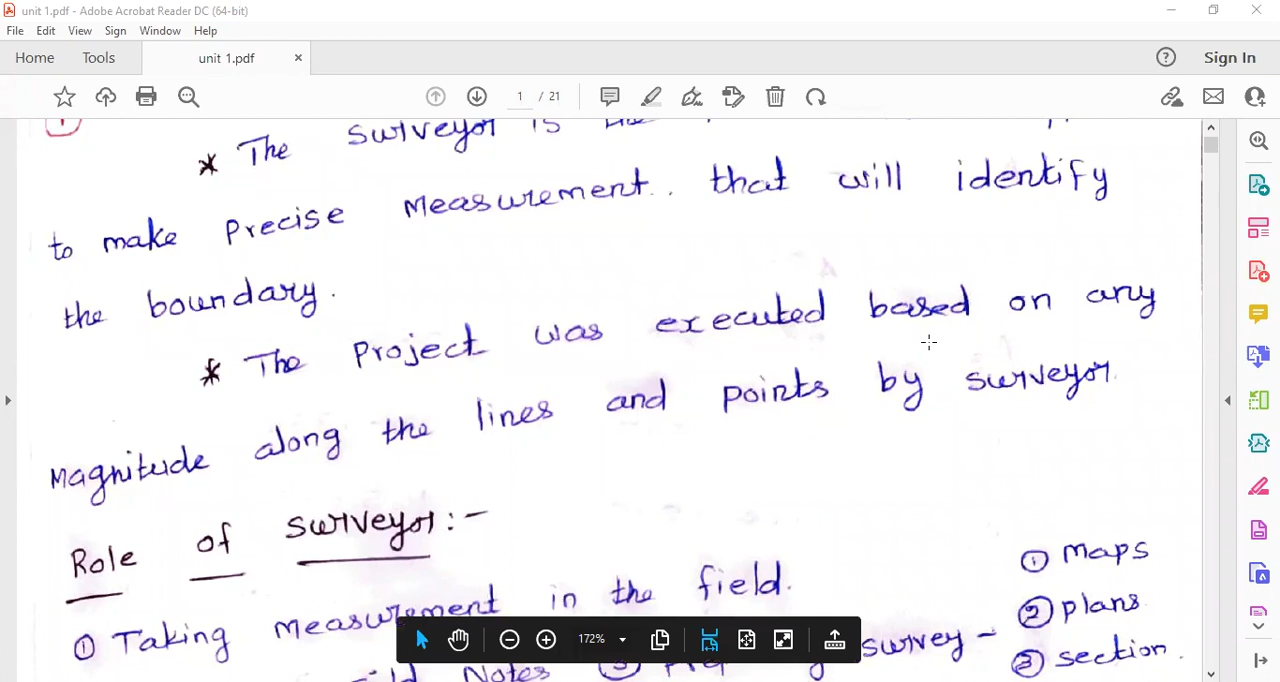 unit 1.pdf - Adobe Acrobat Reader DC (64-bit)
File Edit View Sign Window Help
Home Tools unit 1.pdf × ? Sign In
1 / 21
1
* The surveyor is the
to make Precise Measurement. that will identify
the boundary.
* The Project was executed based on any
Magnitude along the lines and points by surveyor.
Role of surveyor:-
① Taking measurement in the field. ① Maps
② plans
survey - ③ section.
Notes ③
172%